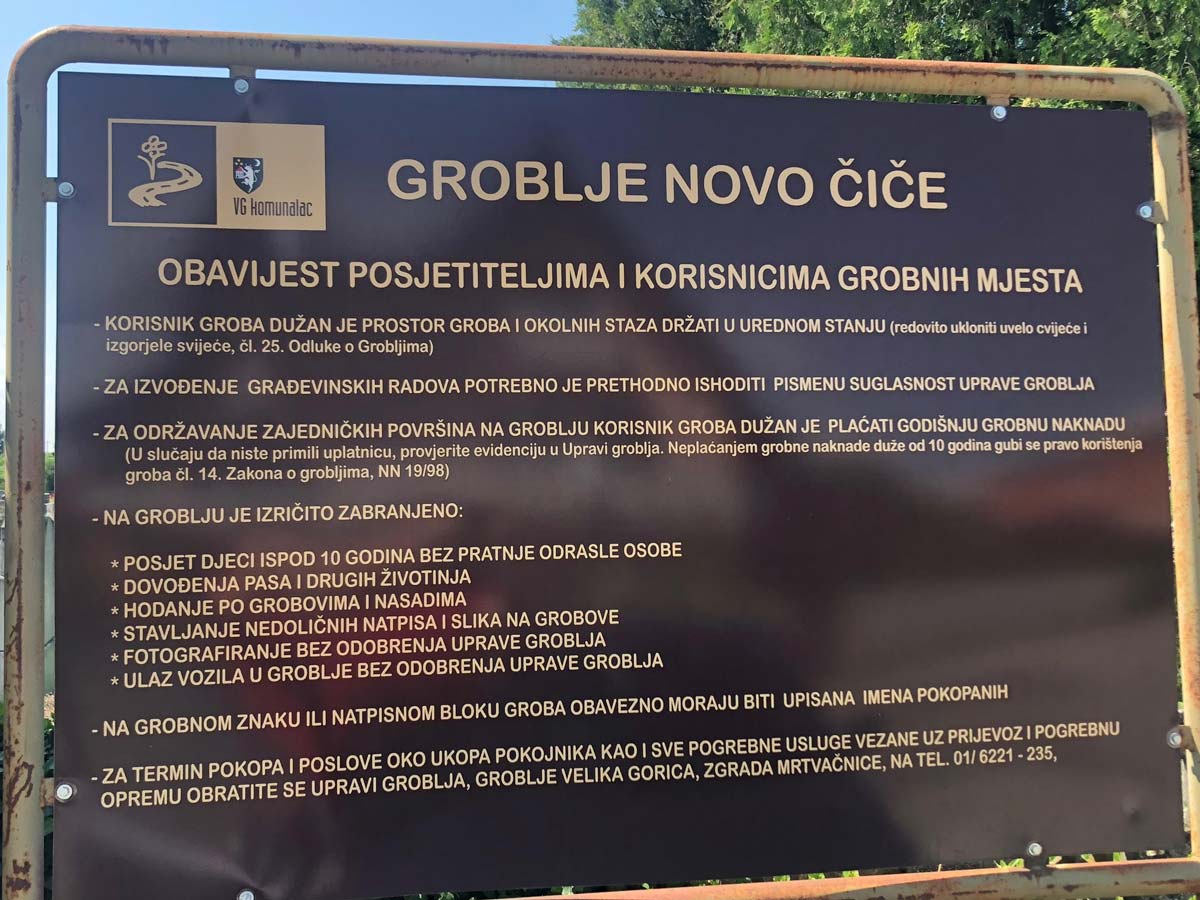 VG komunalac
GROBLJE NOVO ČIČE
OBAVIJEST POSJETITELJIMA I KORISNICIMA GROBNIH MJESTA
- KORISNIK GROBA DUŽAN JE PROSTOR GROBA I OKOLNIH STAZA DRŽATI U UREDNOM STANJU (redovito ukloniti uvelo cvijeće i
izgorjele svijeće, čl. 25. Odluke o Grobljima)
- ZA IZVOĐENJE GRAĐEVINSKIH RADOVA POTREBNO JE PRETHODNO ISHODITI PISMENU SUGLASNOST UPRAVE GROBLJA
- ZA ODRŽAVANJE ZAJEDNIČKIH POVRŠINA NA GROBLJU KORISNIK GROBA DUŽAN JE PLAĆATI GODIŠNJU GROBNU NAKNADU
(U slučaju da niste primili uplatnicu, provjerite evidenciju u Upravi groblja. Neplaćanjem grobne naknade duže od 10 godina gubi se pravo korištenja
groba čl. 14. Zakona o grobljima, NN 19/98)
- NA GROBLJU JE IZRIČITO ZABRANJENO:
* POSJET DJECI ISPOD 10 GODINA BEZ PRATNJE ODRASLE OSOBE
* DOVOĐENJA PASA I DRUGIH ŽIVOTINJA
* HODANJE PO GROBOVIMA I NASADIMA
* STAVLJANJE NEDOLIČNIH NATPISA I SLIKA NA GROBOVE
* FOTOGRAFIRANJE BEZ ODOBRENJA UPRAVE GROBLJA
* ULAZ VOZILA U GROBLJE BEZ ODOBRENJA UPRAVE GROBLJA
- NA GROBNOM ZNAKU ILI NATPISNOM BLOKU GROBA OBAVEZNO MORAJU BITI UPISANA IMENA POKOPANIH
- ZA TERMIN POKOPA I POSLOVE OKO UKOPA POKOJNIKA KAO I SVE POGREBNE USLUGE VEZANE UZ PRIJEVOZ I POGREBNU
OPREMU OBRATITE SE UPRAVI GROBLJA, GROBLJE VELIKA GORICA, ZGRADA MRTVAČNICE, NA TEL. 01/ 6221 - 235,